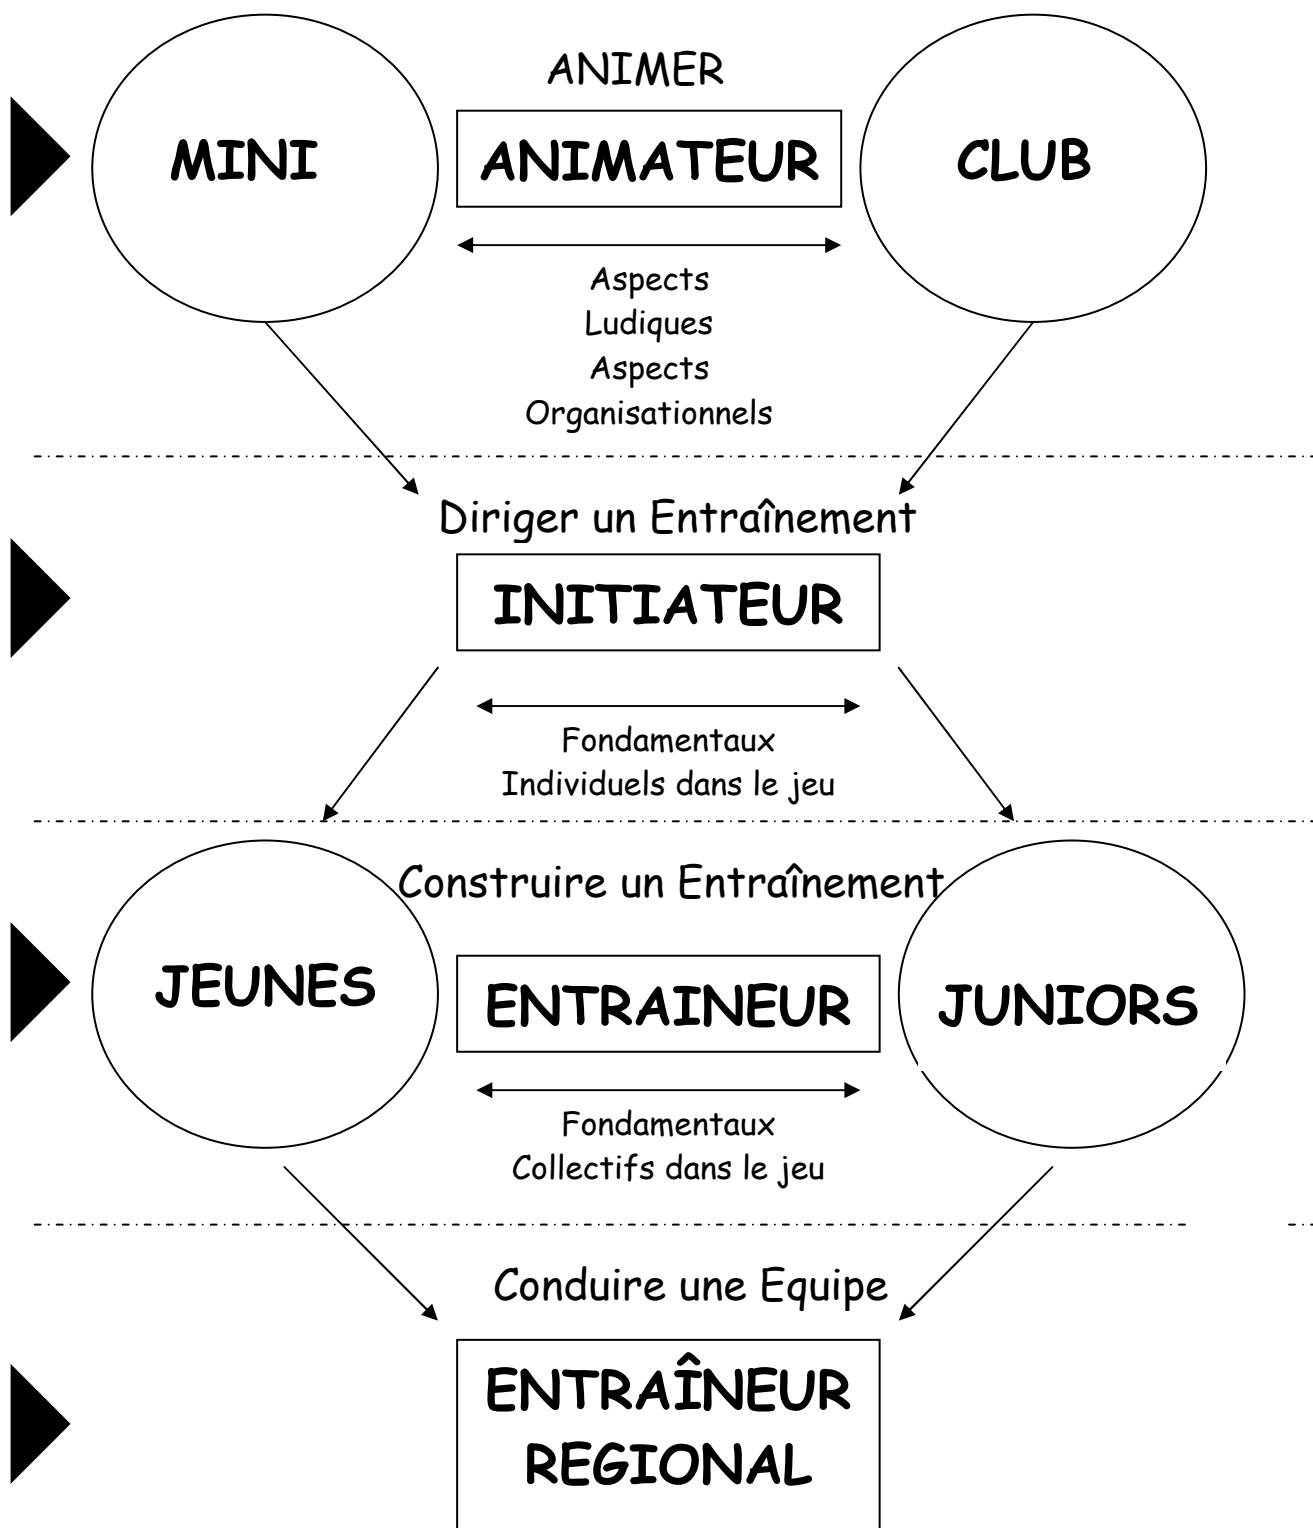 ANIMER
MINI
ANIMATEUR
CLUB
Aspects
Ludiques
Aspects
Organisationnels
Diriger un Entraînement
INITIATEUR
Fondamentaux
Individuels dans le jeu
Construire un Entraînement
JEUNES
ENTRAINEUR
JUNIORS
Fondamentaux
Collectifs dans le jeu
Conduire une Equipe
ENTRAÎNEUR
REGIONAL